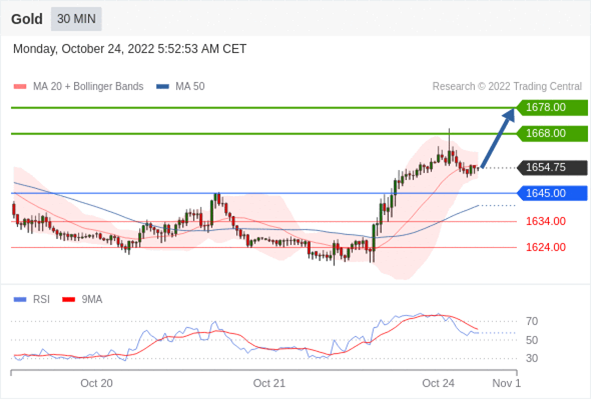 Gold 30 MIN
Monday, October 24, 2022 5:52:53 AM CET
MA 20 + Bollinger Bands MA 50 Research © 2022 Trading Central
1678.00
1668.00
1654.75
1645.00
1634.00
1624.00
RSI 9MA
70
50
30
Oct 20 Oct 21 Oct 24 Nov 1